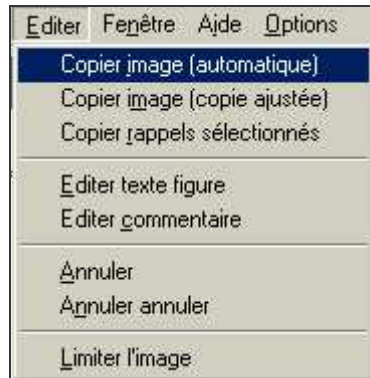 Editer Fenêtre Ajde Options
Copier image (automatique)
Copier image (copie ajustée)
Copier rappels sélectionnés
Editer texte figure
Editer commentaire
Annuler
Annuler annuler
Limiter l'image